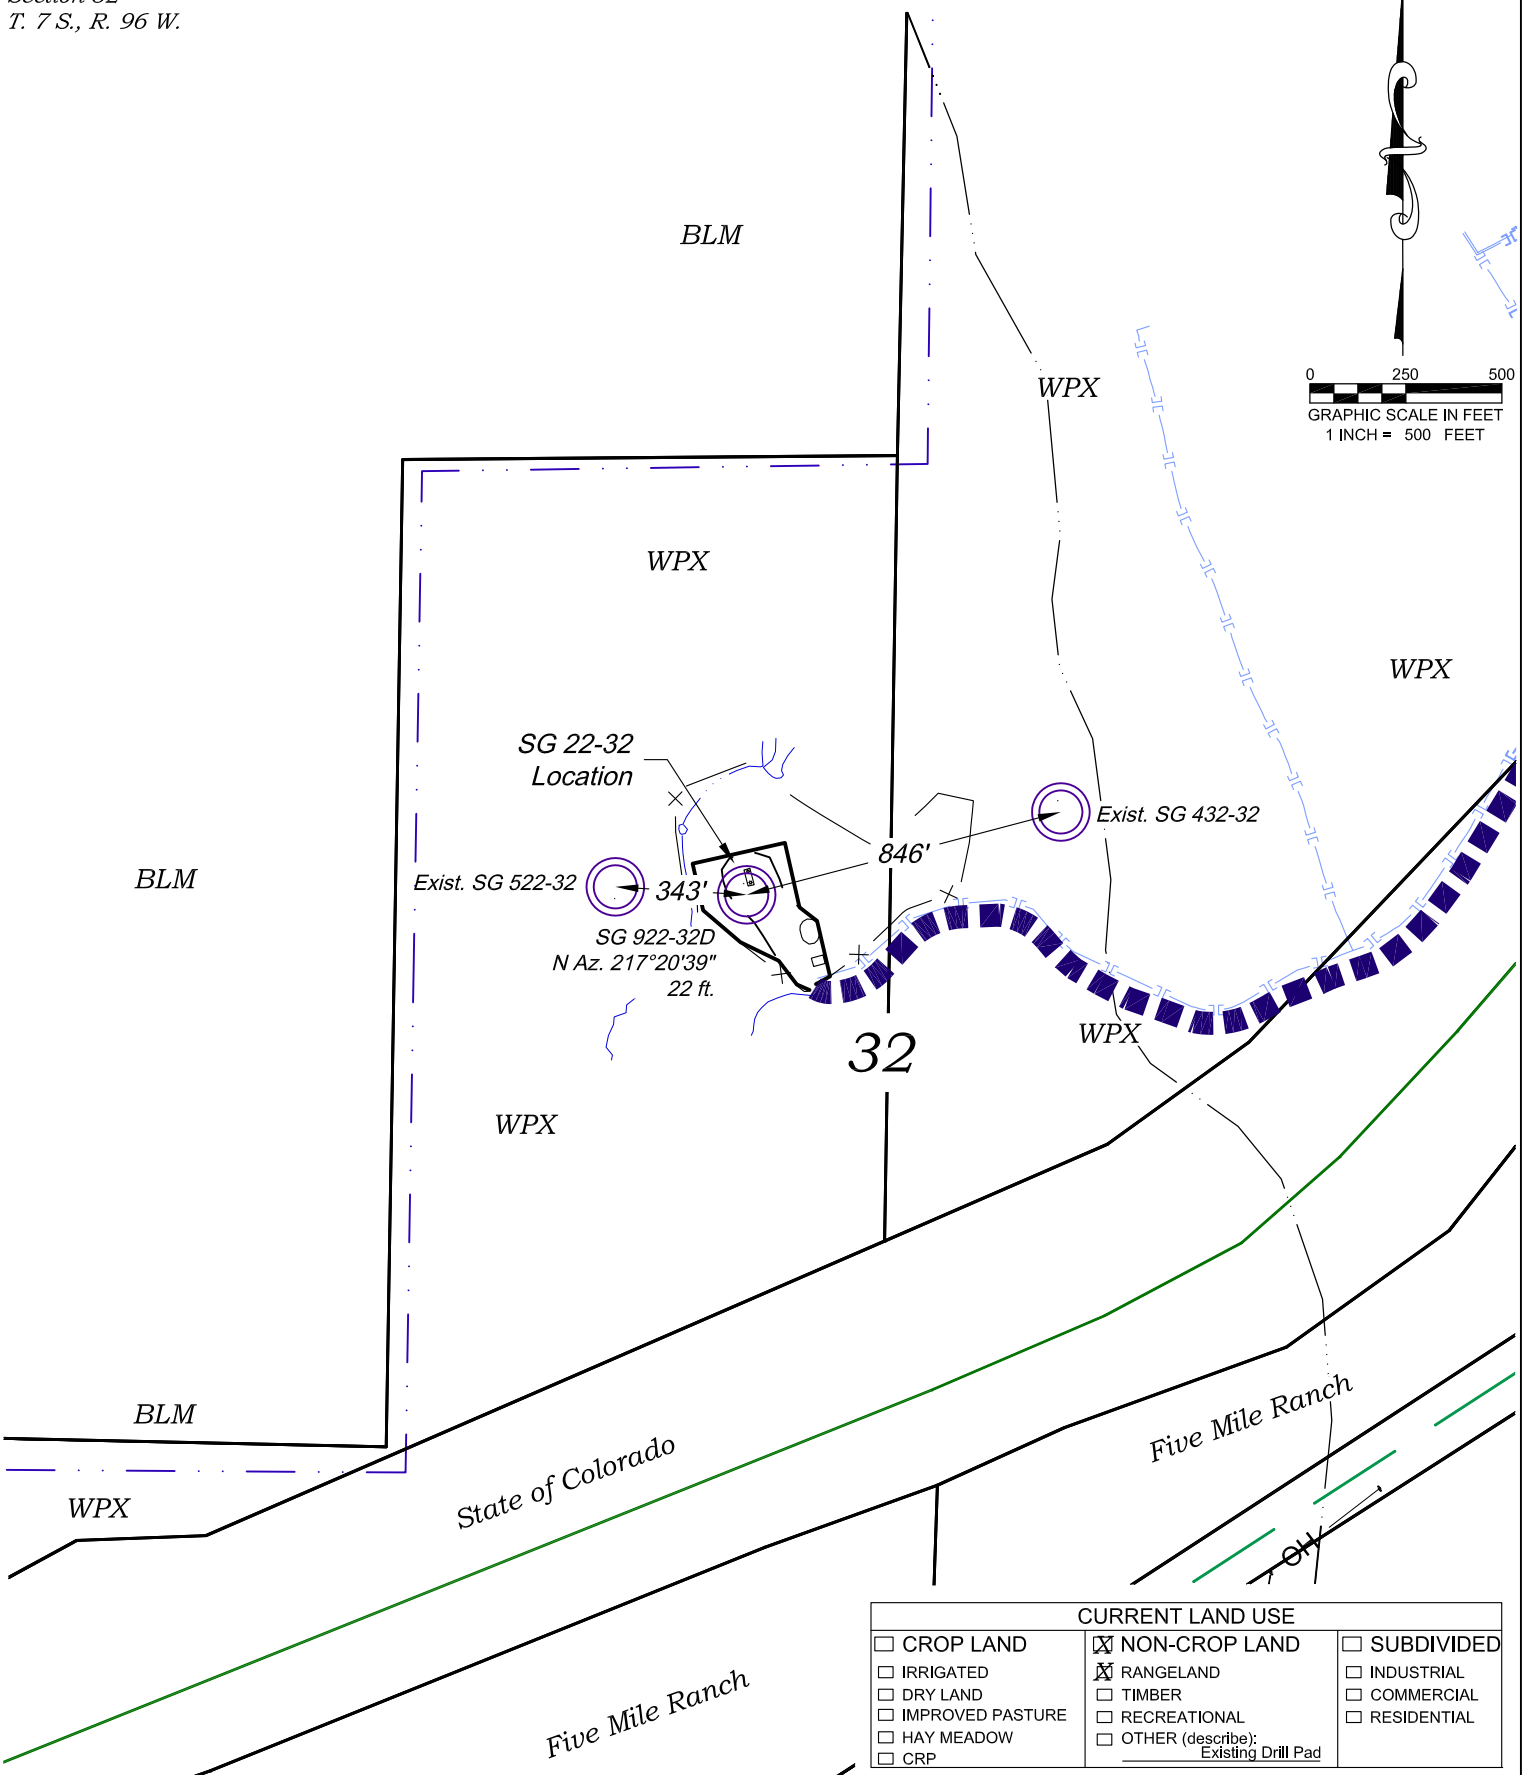 T. 7 S., R. 96 W.
BLM
WPX
0 250 500
GRAPHIC SCALE IN FEET
1 INCH = 500 FEET
WPX
WPX
SG 22-32
Location
Exist. SG 432-32
846'
BLM
Exist. SG 522-32
343'
SG 922-32D
N Az. 217°20'39"
22 ft.
WPX
32
WPX
BLM
Five Mile Ranch
State of Colorado
WPX
OH
Five Mile Ranch
CURRENT LAND USE
CROP LAND
IRRIGATED
DRY LAND
IMPROVED PASTURE
HAY MEADOW
CRP
X NON-CROP LAND
X RANGELAND
TIMBER
RECREATIONAL
OTHER (describe):
Existing Drill Pad
SUBDIVIDED
INDUSTRIAL
COMMERCIAL
RESIDENTIAL